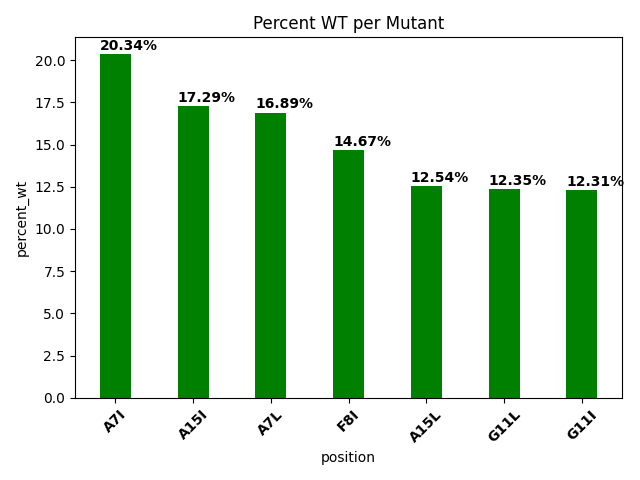 Percent WT per Mutant
20.34%
17.29%
16.89%
14.67%
12.54%
12.35%
12.31%
20.0
17.5
15.0
12.5
10.0
7.5
5.0
2.5
0.0
percent_wt
A7I
A15I
A7L
F8I
A15L
G11L
G11I
position